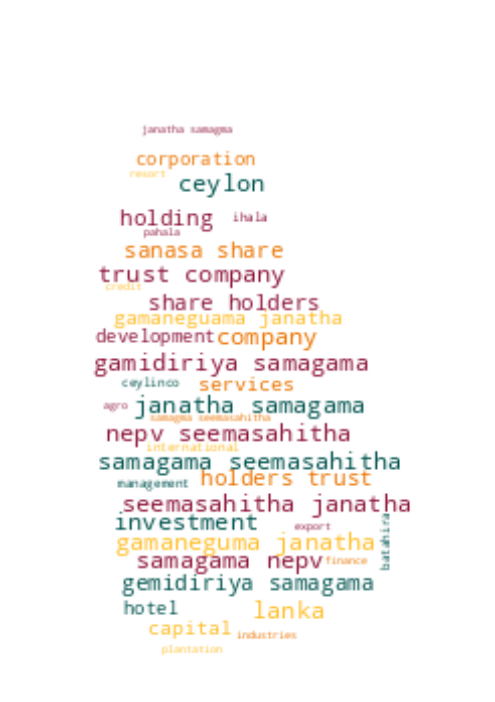 janatha samagma
corporation
resort
ceylon
holding ihala
pahala
sanasa share
trust company
credit
share holders
gamaneguama janatha
development company
gamidiriya samagama
ceylinco services
agro janatha samagama
samagma seemasahitha
nepv seemasahitha
international
samagama seemasahitha
management holders trust
seemasahitha janatha
investment export
batahira
gamaneguma janatha
samagama nepv finance
gemidiriya samagama
hotel lanka
capital industries
plantation